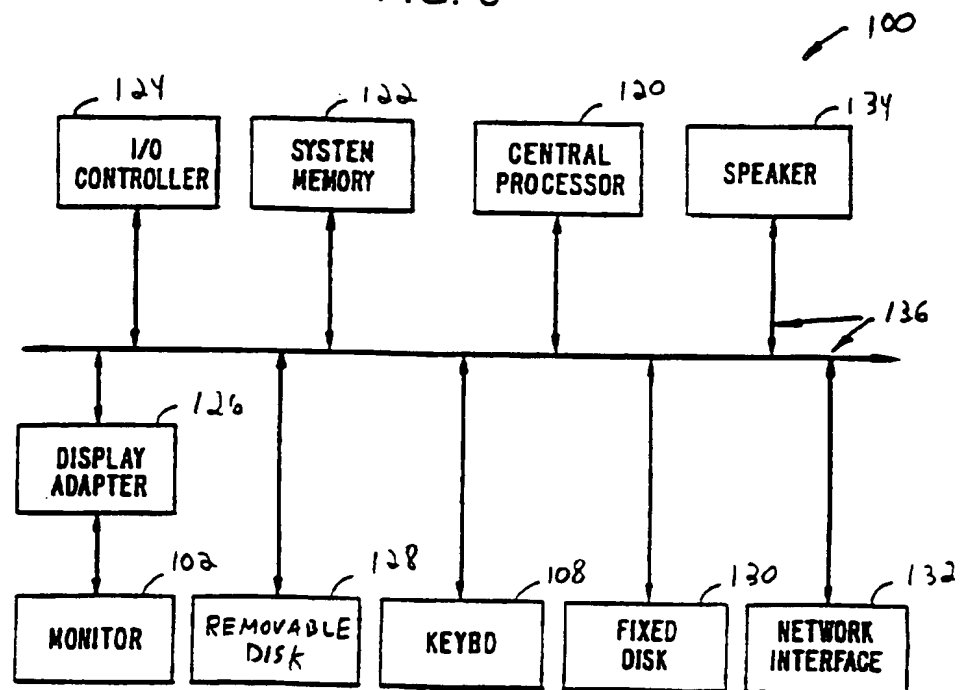 100
124
122
120
134
I/O
CONTROLLER
SYSTEM
MEMORY
CENTRAL
PROCESSOR
SPEAKER
136
126
DISPLAY
ADAPTER
102
128
108
130
132
MONITOR
REMOVABLE
DISK
KEYBD
FIXED
DISK
NETWORK
INTERFACE